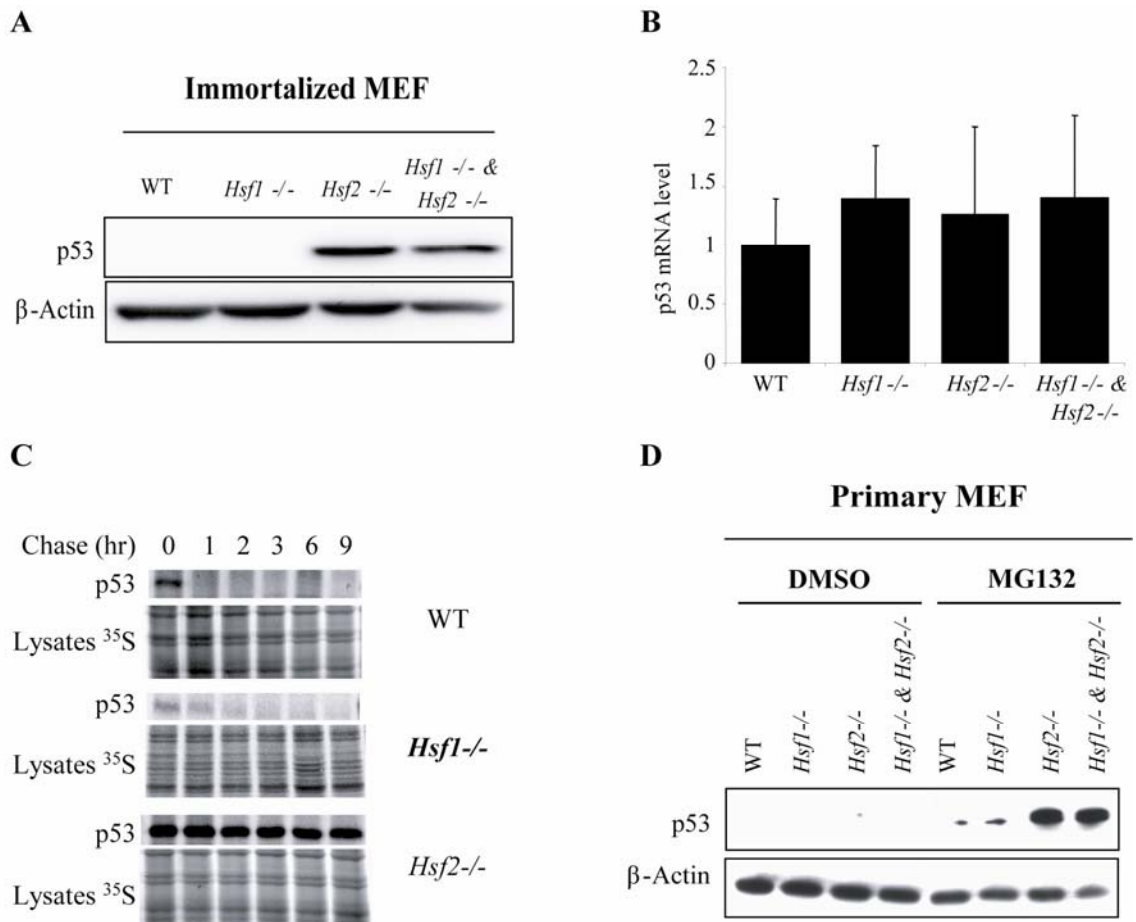 A
Immortalized MEF
WT
Hsf1 -/-
Hsf2 -/-
Hsf1 -/- &
Hsf2 -/-
p53
β-Actin
B
2.5
2
1.5
1
0.5
0
p53 mRNA level
WT
Hsf1-/-
Hsf2-/-
Hsf1-/- &
Hsf2-/-
C
Chase (hr) 0 1 2 3 6 9
p53
WT
Lysates ³⁵S
p53
Hsf1-/-
Lysates ³⁵S
p53
Hsf2-/-
Lysates ³⁵S
D
Primary MEF
DMSO
MG132
WT
Hsf1-/-
Hsf2-/-
Hsf1-/- & Hsf2-/-
WT
Hsf1-/-
Hsf2-/-
Hsf1-/- & Hsf2-/-
p53
β-Actin